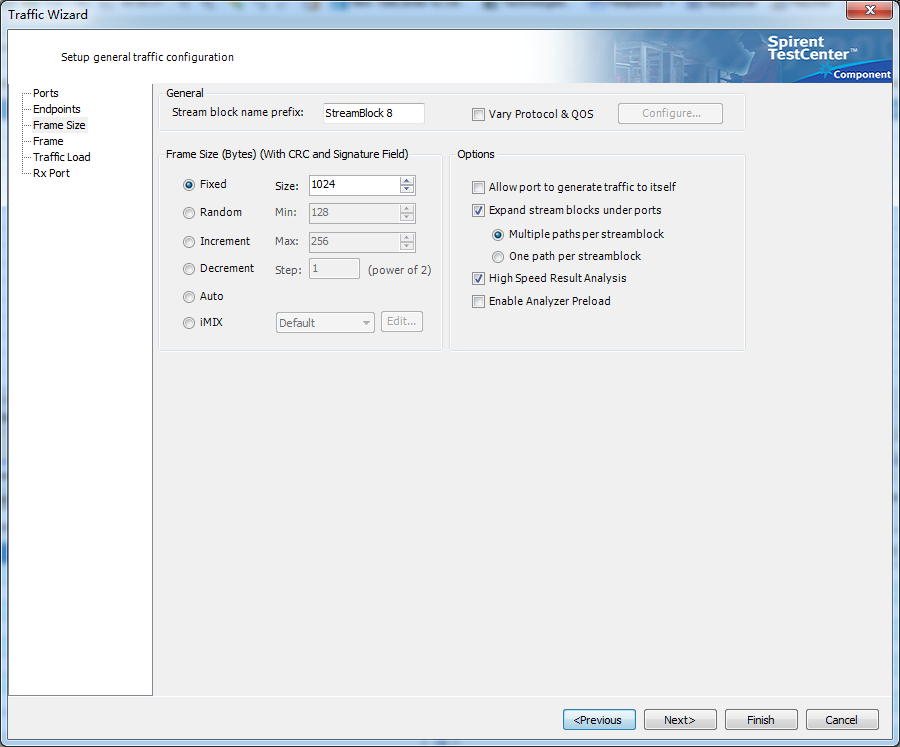 Traffic Wizard
Setup general traffic configuration
Spirent
TestCenter™
Component
Ports
Endpoints
Frame Size
Frame
Traffic Load
Rx Port
General
Stream block name prefix: StreamBlock 8 Vary Protocol & QOS Configure...
Frame Size (Bytes) (With CRC and Signature Field)
Fixed Size: 1024
Random Min: 128
Increment Max: 256
Decrement Step: 1 (power of 2)
Auto
iMIX Default Edit...
Options
Allow port to generate traffic to itself
Expand stream blocks under ports
Multiple paths per streamblock
One path per streamblock
High Speed Result Analysis
Enable Analyzer Preload
<Previous Next> Finish Cancel